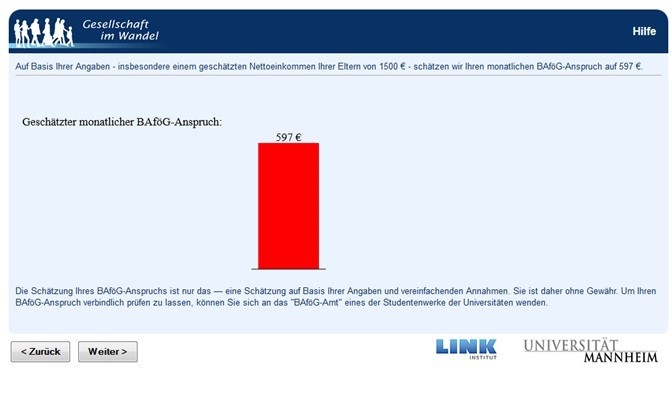 Gesellschaft
im Wandel
Hilfe
Auf Basis Ihrer Angaben - insbesondere einem geschätzten Nettoeinkommen Ihrer Eltern von 1500 € - schätzen wir Ihren monatlichen BAföG-Anspruch auf 597 €.
Geschätzter monatlicher BAföG-Anspruch:
597 €
Die Schätzung Ihres BAföG-Anspruchs ist nur das — eine Schätzung auf Basis Ihrer Angaben und vereinfachenden Annahmen. Sie ist daher ohne Gewähr. Um Ihren
BAföG-Anspruch verbindlich prüfen zu lassen, können Sie sich an das "BAföG-Amt" eines der Studentenwerke der Universitäten wenden.
< Zurück
Weiter >
LINK
INSTITUT
UNIVERSITÄT
MANNHEIM